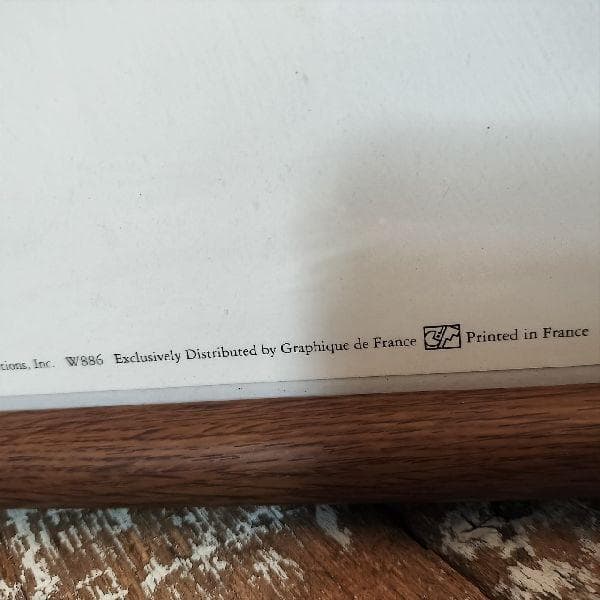 tions, Inc. W886 Exclusively Distributed by Graphique de France Printed in France